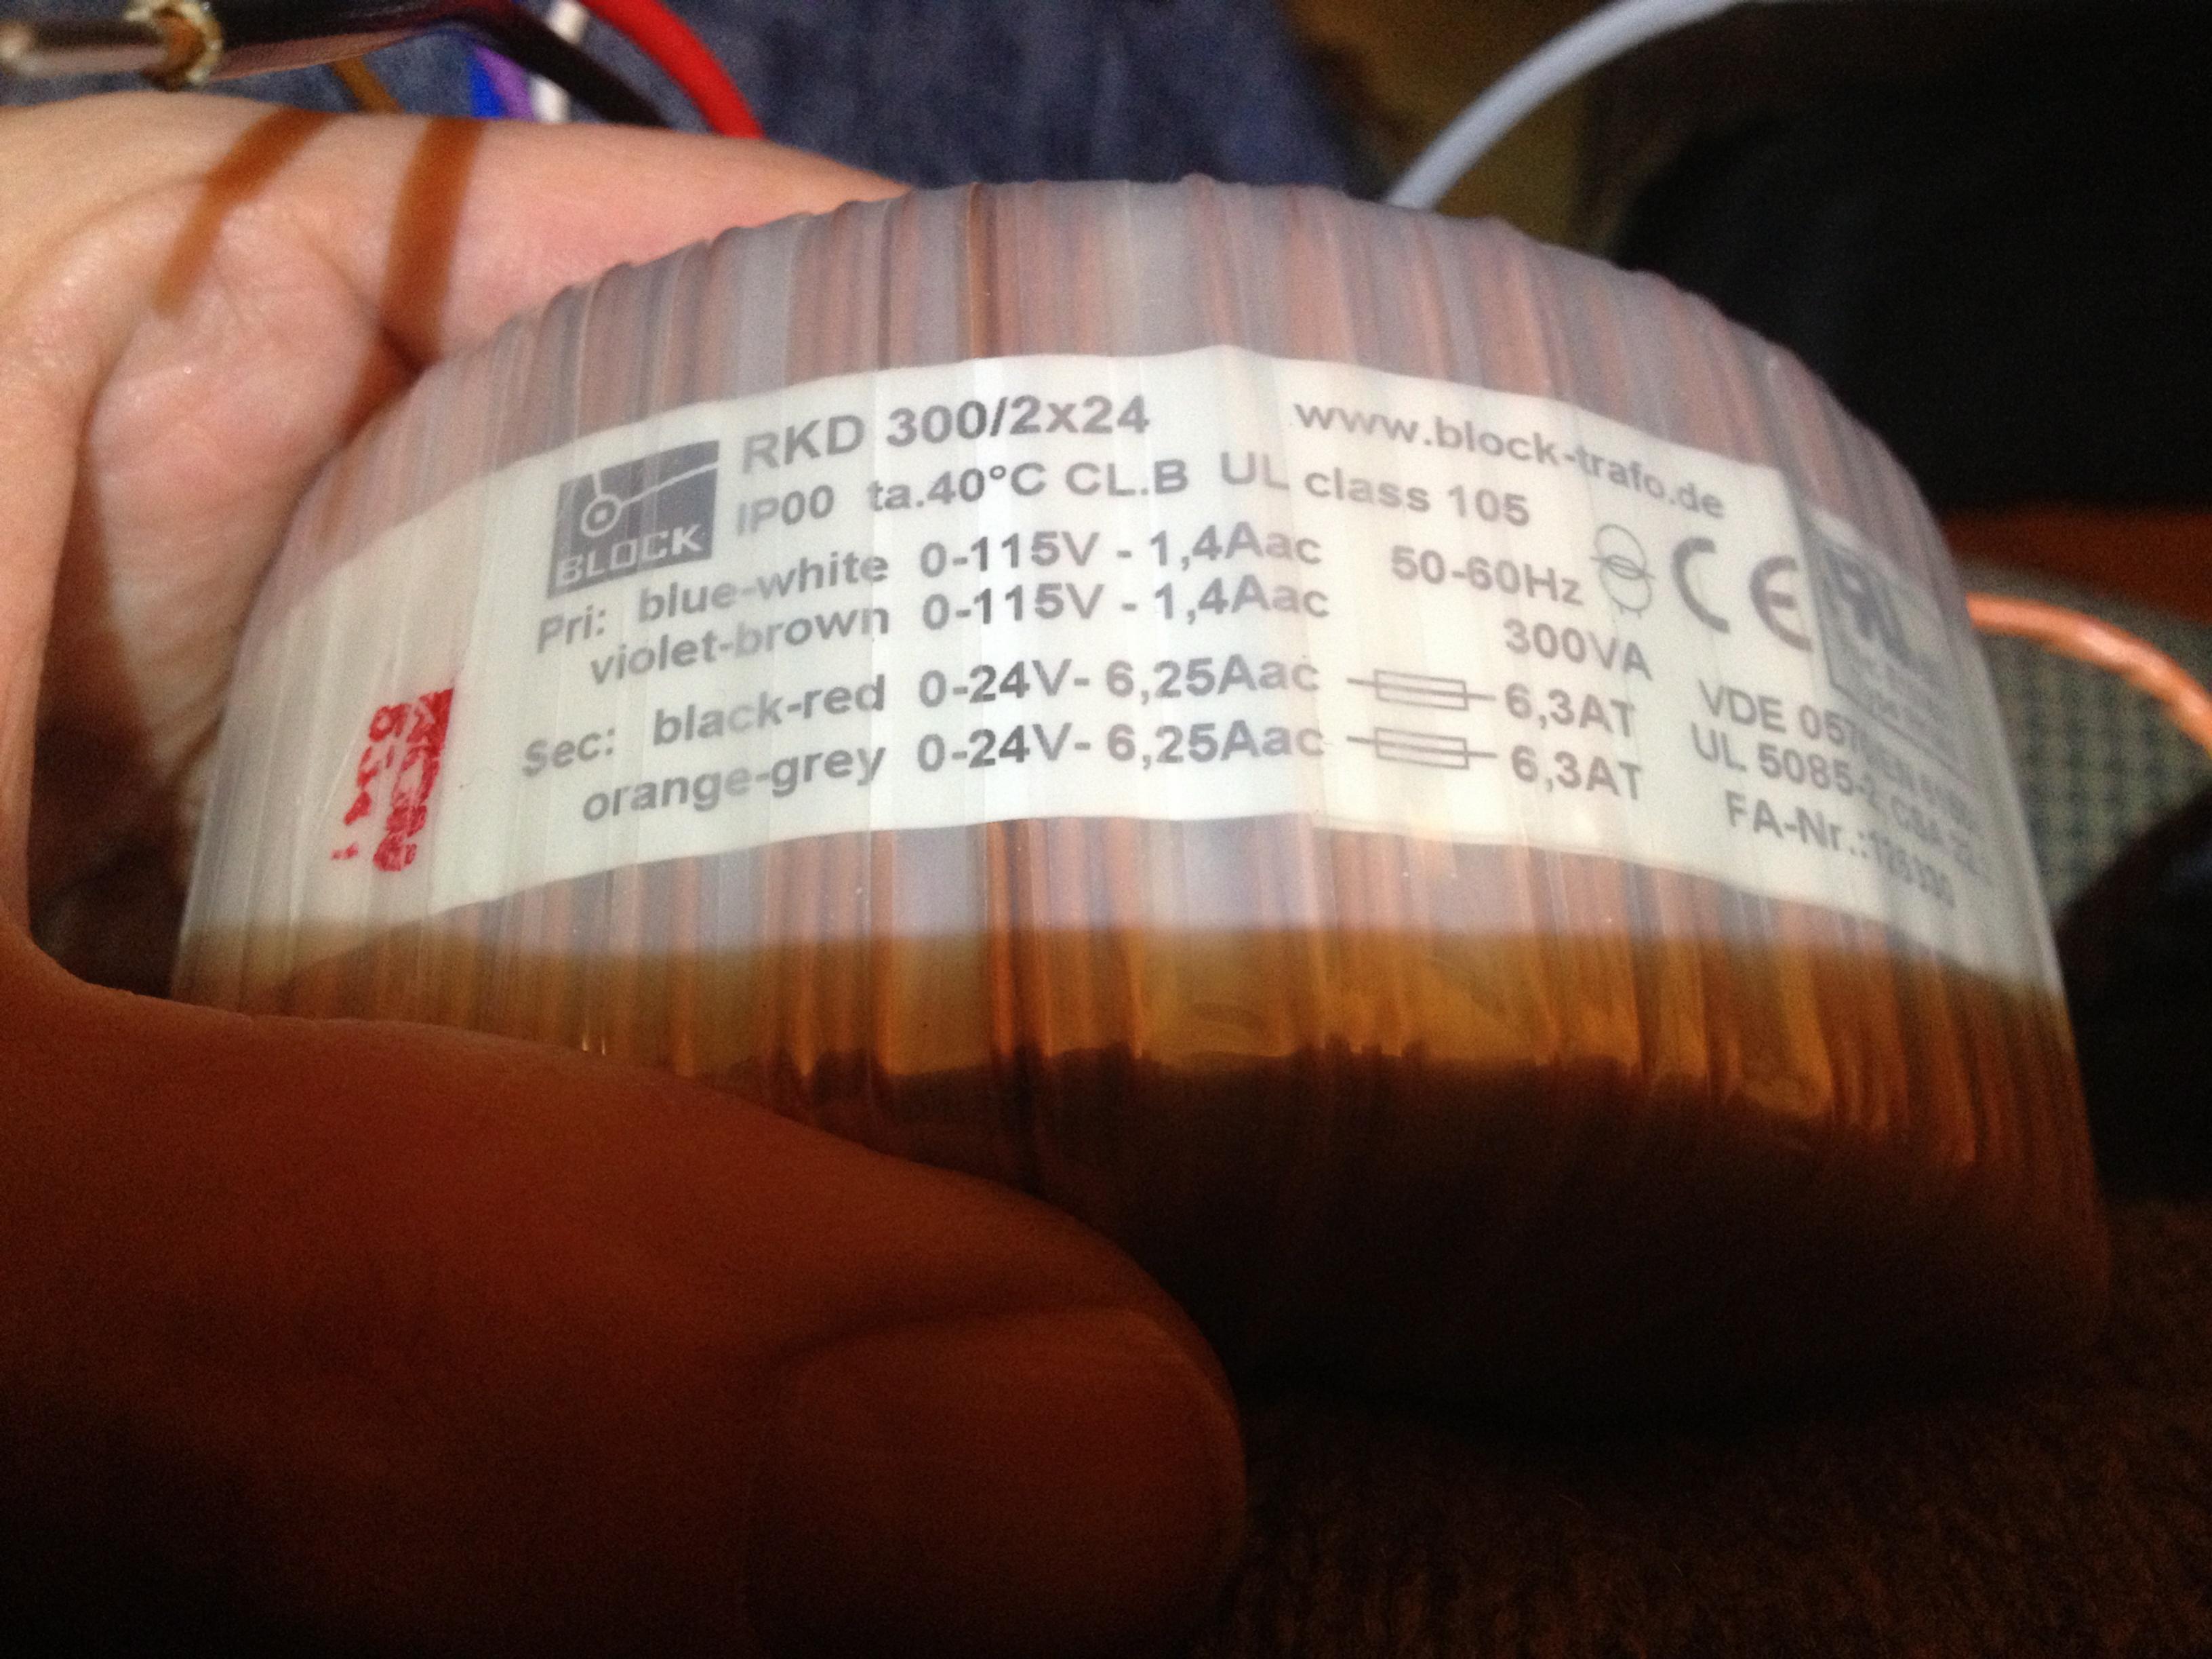 RKD 300/2x24 www.block-trafo.de
BLOCK
IP00 ta.40°C CL.B UL class 105
Pri: blue-white 0-115V - 1,4Aac 50-60Hz CE
violet-brown 0-115V - 1,4Aac 300VA
Sec: black-red 0-24V- 6,25Aac 6,3AT VDE
orange-grey 0-24V- 6,25Aac 6,3AT UL 5085-2
FA-Nr.: